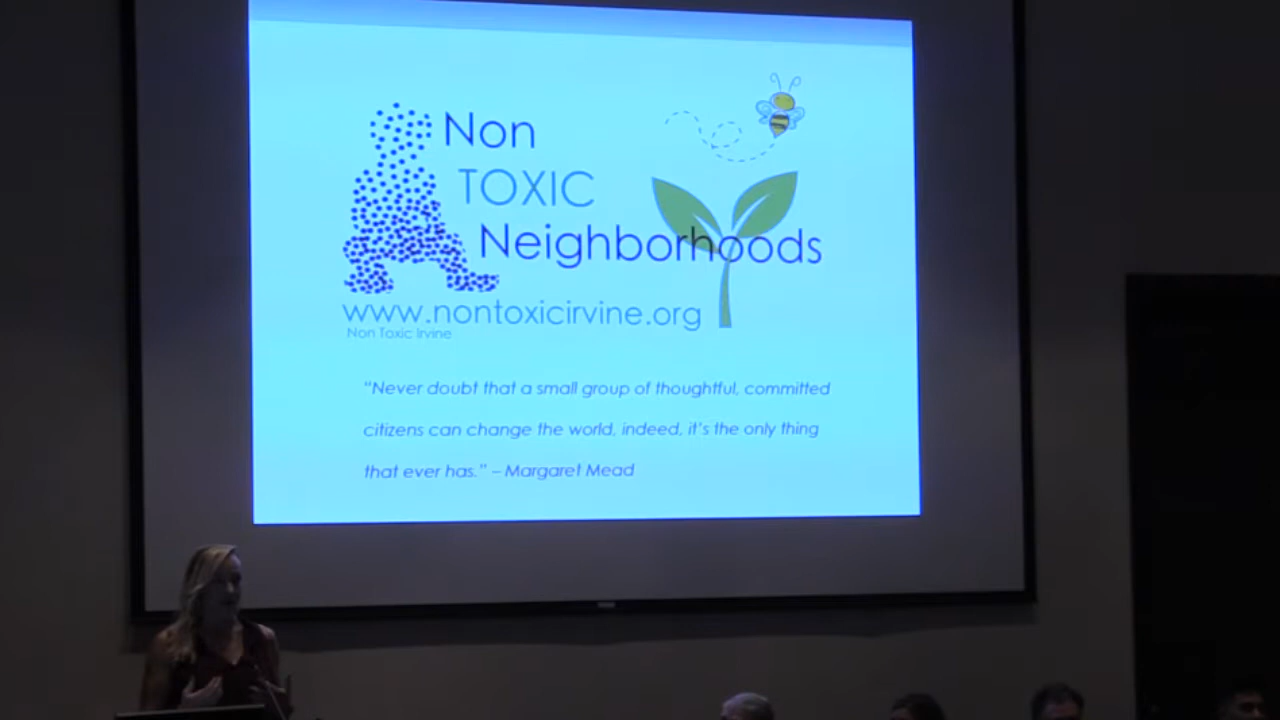 Non
TOXIC
Neighborhoods
www.nontoxicirvine.org
Non Toxic Irvine
“Never doubt that a small group of thoughtful, committed
citizens can change the world, indeed, it’s the only thing
that ever has.” – Margaret Mead